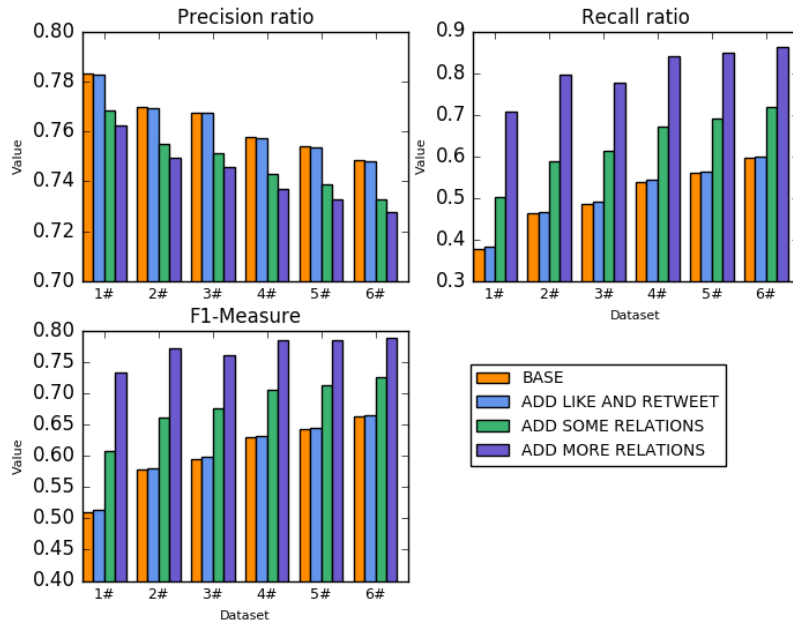 Precision ratio
0.80
0.78
0.76
0.74
0.72
0.70
Value
1# 2# 3# 4# 5# 6#
Recall ratio
0.9
0.8
0.7
0.6
0.5
0.4
0.3
Value
1# 2# 3# 4# 5# 6#
Dataset
F1-Measure
0.80
0.75
0.70
0.65
0.60
0.55
0.50
0.45
0.40
Value
1# 2# 3# 4# 5# 6#
Dataset
BASE
ADD LIKE AND RETWEET
ADD SOME RELATIONS
ADD MORE RELATIONS